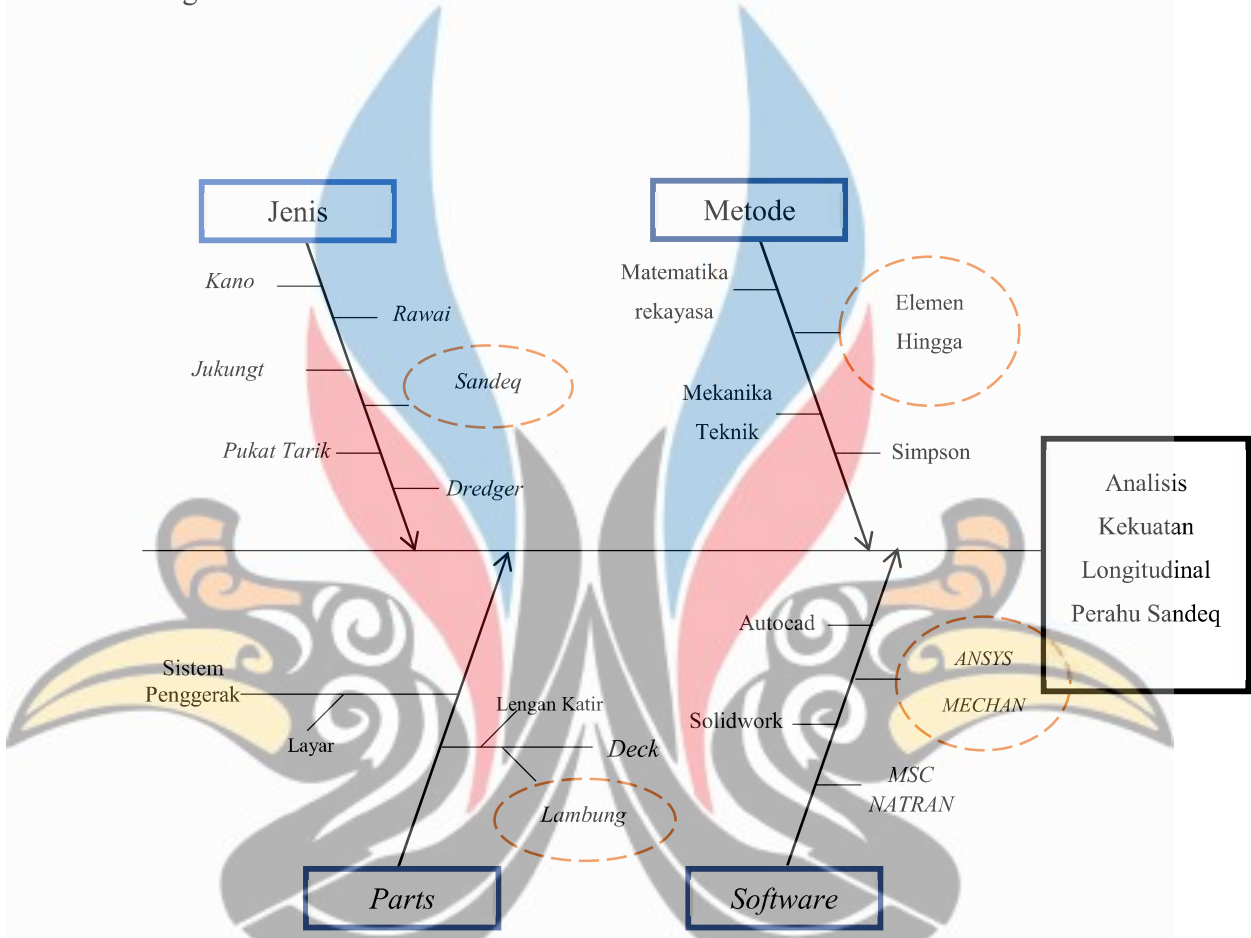 Jenis
Metode
Kano
Rawai
Jukungt
Sandeq
Pukat Tarik
Dredger
Matematika
rekayasa
Elemen
Hingga
Mekanika
Teknik
Simpson
Analisis
Kekuatan
Longitudinal
Perahu Sandeq
Sistem
Penggerak
Layar
Lengan Katir
Deck
Lambung
Autocad
ANSYS
MECHAN
Solidwork
MSC
NATRAN
Parts
Software